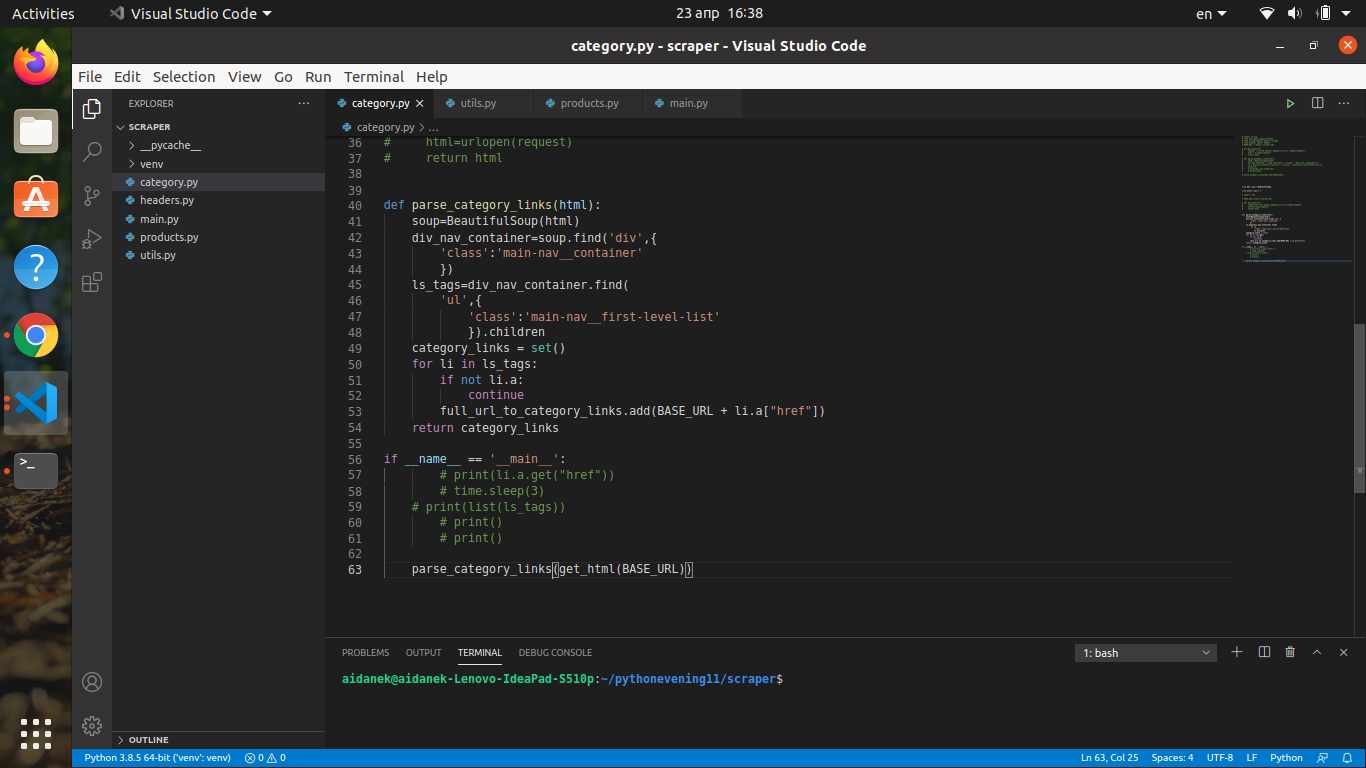 Activities Visual Studio Code 23 апр 16:38 en
category.py - scraper - Visual Studio Code
File Edit Selection View Go Run Terminal Help
EXPLORER ···
SCRAPER
__pycache__
venv
category.py
headers.py
main.py
products.py
utils.py
OUTLINE
category.py utils.py products.py main.py
category.py > ...
36 #     html=urlopen(request)
37 #     return html
38
39
40 def parse_category_links(html):
41     soup=BeautifulSoup(html)
42     div_nav_container=soup.find('div',{
43         'class':'main-nav__container'
44         })
45     ls_tags=div_nav_container.find(
46         'ul',{
47             'class':'main-nav__first-level-list'
48             }).children
49     category_links = set()
50     for li in ls_tags:
51         if not li.a:
52             continue
53         full_url_to_category_links.add(BASE_URL + li.a["href"])
54     return category_links
55
56 if __name__ == '__main__':
57         # print(li.a.get("href"))
58         # time.sleep(3)
59     # print(list(ls_tags))
60         # print()
61         # print()
62
63     parse_category_links(get_html(BASE_URL))
PROBLEMS OUTPUT TERMINAL DEBUG CONSOLE 1: bash
aidanek@aidanek-Lenovo-IdeaPad-S510p:~/pythonevening11/scraper$
Python 3.8.5 64-bit ('venv': venv) 0 0 Ln 63, Col 25 Spaces: 4 UTF-8 LF Python